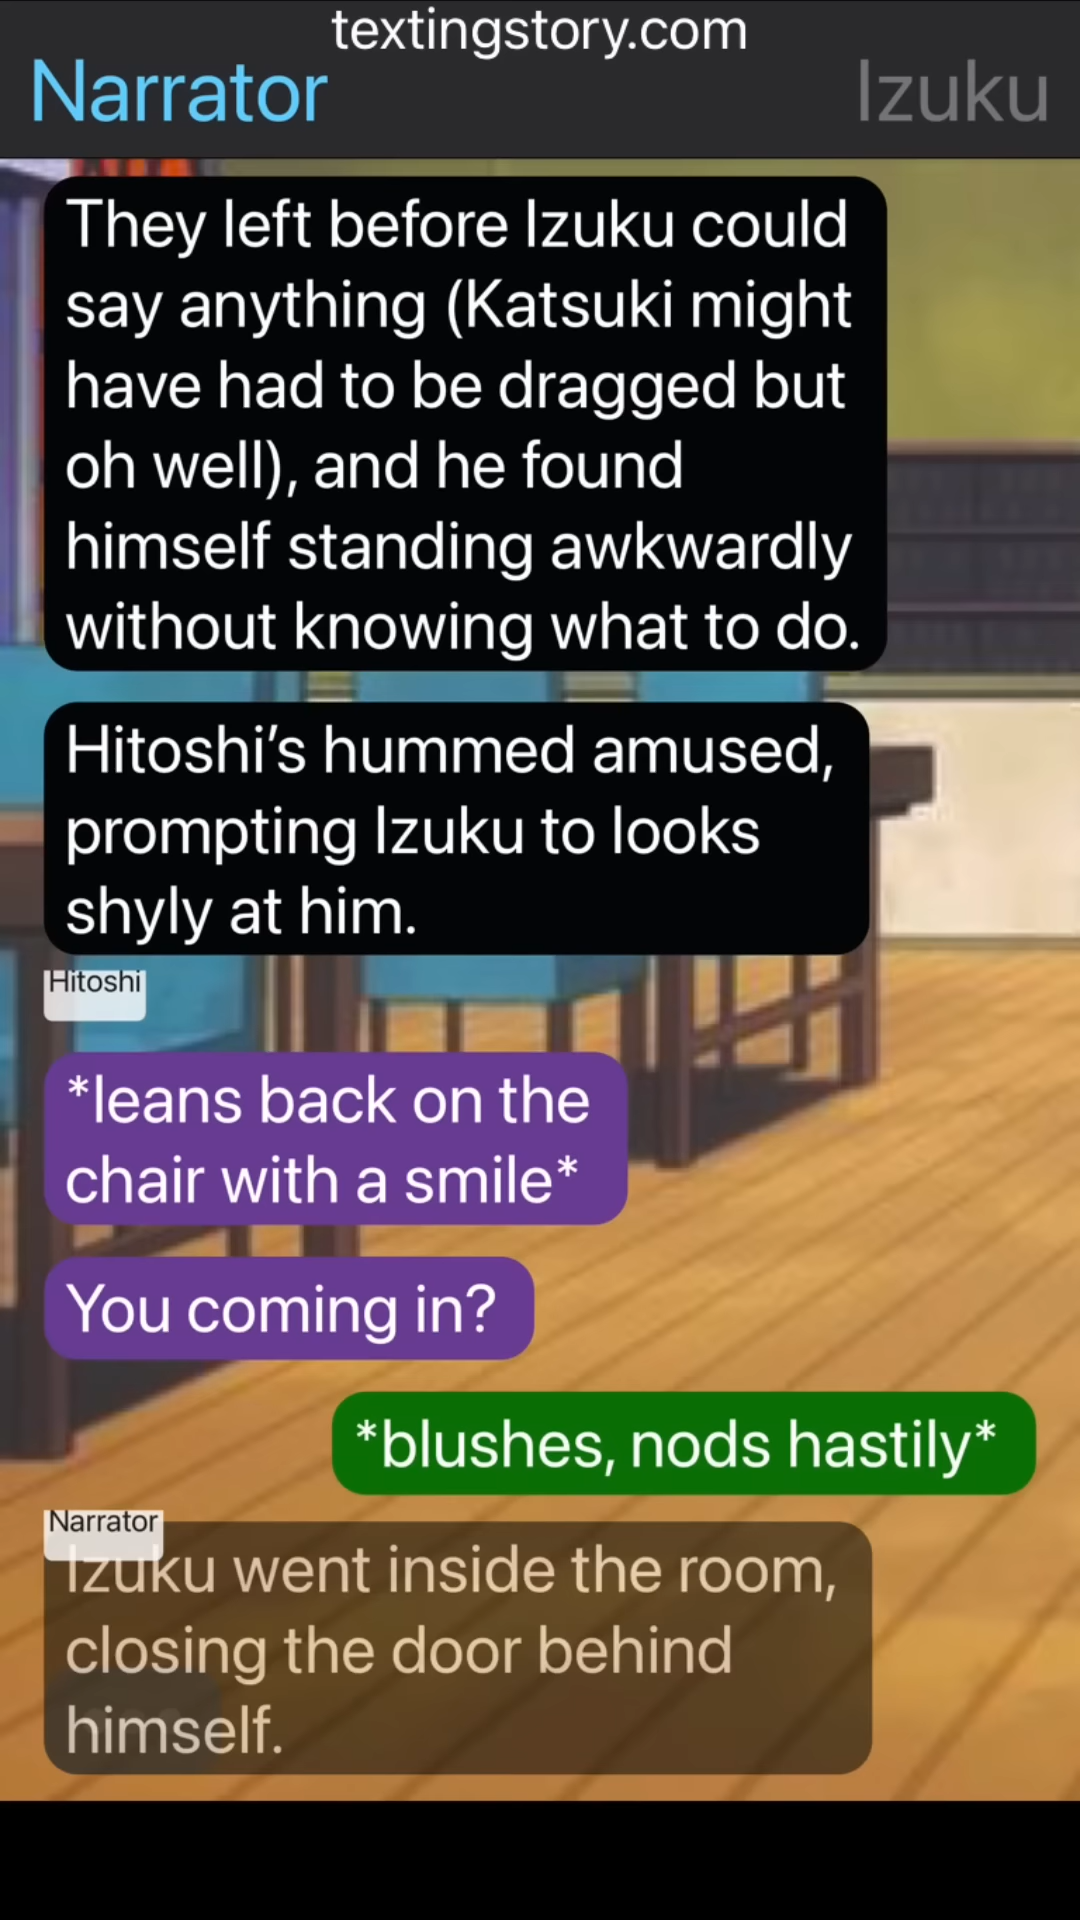 textingstory.com
Narrator
Izuku
They left before Izuku could
say anything (Katsuki might
have had to be dragged but
oh well), and he found
himself standing awkwardly
without knowing what to do.
Hitoshi’s hummed amused,
prompting Izuku to looks
shyly at him.
Hitoshi
*leans back on the
chair with a smile*
You coming in?
*blushes, nods hastily*
Narrator
Izuku went inside the room,
closing the door behind
himself.